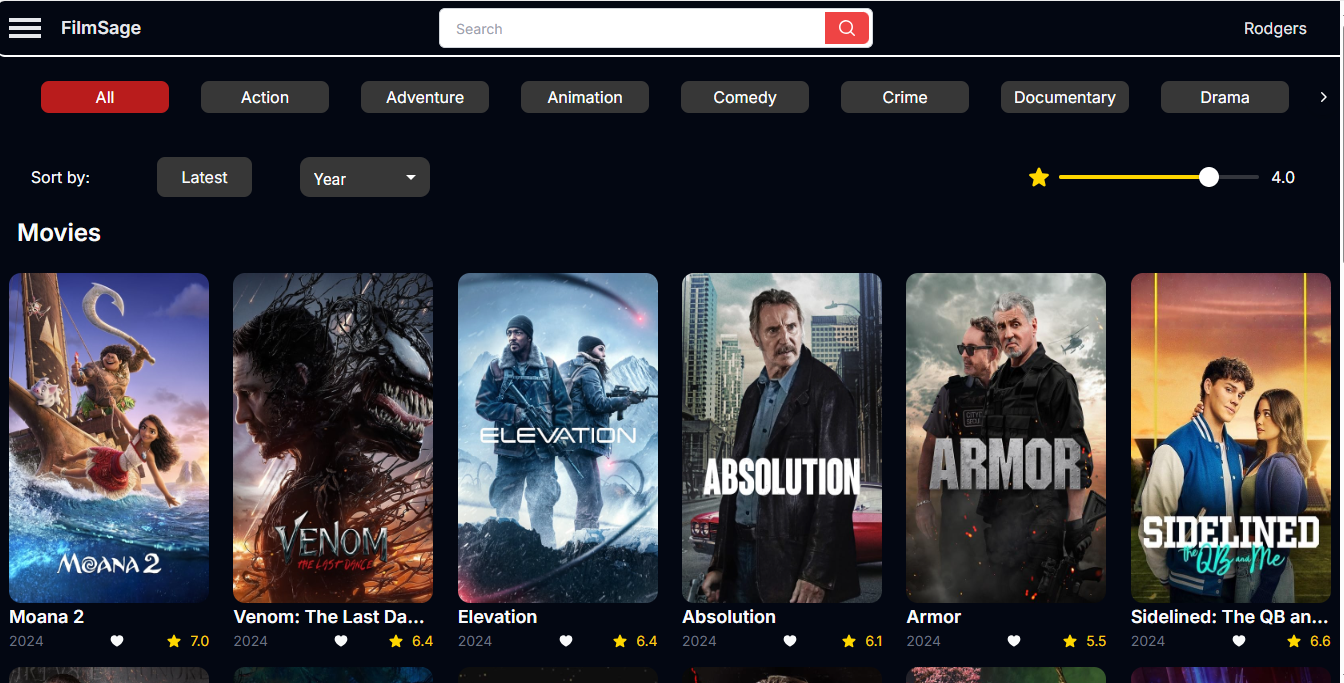 FilmSage Search Rodgers
All Action Adventure Animation Comedy Crime Documentary Drama
Sort by: Latest Year 4.0
Movies
MOANA 2
VENOM
THE LAST DANCE
ELEVATION
ABSOLUTION
ARMOR
SIDELINED
the QB and Me
Moana 2 Venom: The Last Da... Elevation Absolution Armor Sidelined: The QB an...
2024 7.0 2024 6.4 2024 6.4 2024 6.1 2024 5.5 2024 6.6